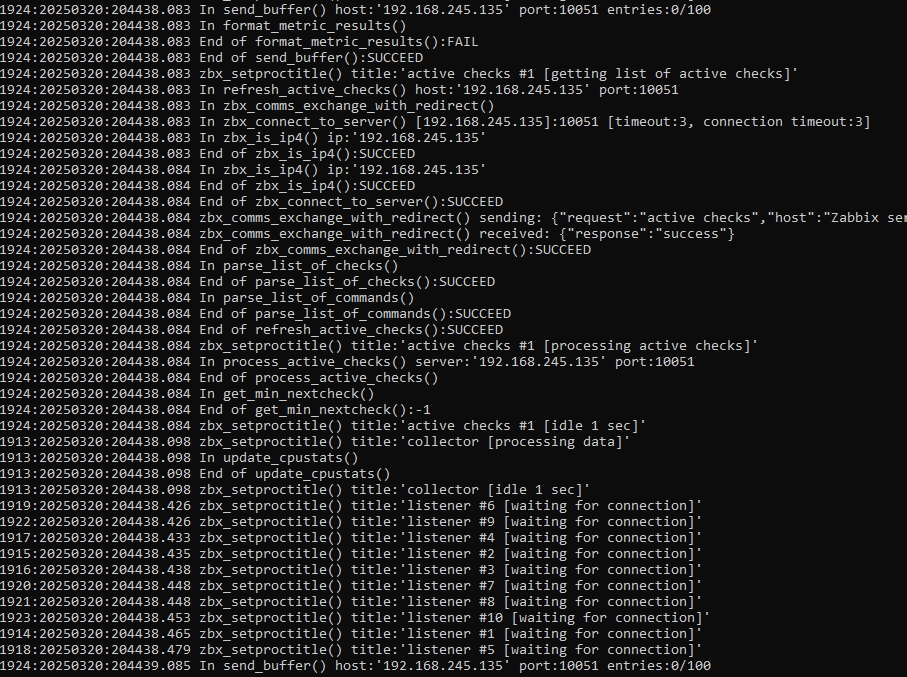 1924:20250320:204438.083 In send_buffer() host:'192.168.245.135' port:10051 entries:0/100
1924:20250320:204438.083 In format_metric_results()
1924:20250320:204438.083 End of format_metric_results():FAIL
1924:20250320:204438.083 End of send_buffer():SUCCEED
1924:20250320:204438.083 zbx_setproctitle() title:'active checks #1 [getting list of active checks]'
1924:20250320:204438.083 In refresh_active_checks() host:'192.168.245.135' port:10051
1924:20250320:204438.083 In zbx_comms_exchange_with_redirect()
1924:20250320:204438.083 In zbx_connect_to_server() [192.168.245.135]:10051 [timeout:3, connection timeout:3]
1924:20250320:204438.083 In zbx_is_ip4() ip:'192.168.245.135'
1924:20250320:204438.083 End of zbx_is_ip4():SUCCEED
1924:20250320:204438.084 In zbx_is_ip4() ip:'192.168.245.135'
1924:20250320:204438.084 End of zbx_is_ip4():SUCCEED
1924:20250320:204438.084 End of zbx_connect_to_server():SUCCEED
1924:20250320:204438.084 zbx_comms_exchange_with_redirect() sending: {"request":"active checks","host":"Zabbix ser
1924:20250320:204438.084 zbx_comms_exchange_with_redirect() received: {"response":"success"}
1924:20250320:204438.084 End of zbx_comms_exchange_with_redirect():SUCCEED
1924:20250320:204438.084 In parse_list_of_checks()
1924:20250320:204438.084 End of parse_list_of_checks():SUCCEED
1924:20250320:204438.084 In parse_list_of_commands()
1924:20250320:204438.084 End of parse_list_of_commands():SUCCEED
1924:20250320:204438.084 End of refresh_active_checks():SUCCEED
1924:20250320:204438.084 zbx_setproctitle() title:'active checks #1 [processing active checks]'
1924:20250320:204438.084 In process_active_checks() server:'192.168.245.135' port:10051
1924:20250320:204438.084 End of process_active_checks()
1924:20250320:204438.084 In get_min_nextcheck()
1924:20250320:204438.084 End of get_min_nextcheck():-1
1924:20250320:204438.084 zbx_setproctitle() title:'active checks #1 [idle 1 sec]'
1913:20250320:204438.098 zbx_setproctitle() title:'collector [processing data]'
1913:20250320:204438.098 In update_cpustats()
1913:20250320:204438.098 End of update_cpustats()
1913:20250320:204438.098 zbx_setproctitle() title:'collector [idle 1 sec]'
1919:20250320:204438.426 zbx_setproctitle() title:'listener #6 [waiting for connection]'
1922:20250320:204438.426 zbx_setproctitle() title:'listener #9 [waiting for connection]'
1917:20250320:204438.433 zbx_setproctitle() title:'listener #4 [waiting for connection]'
1915:20250320:204438.435 zbx_setproctitle() title:'listener #2 [waiting for connection]'
1916:20250320:204438.438 zbx_setproctitle() title:'listener #3 [waiting for connection]'
1920:20250320:204438.448 zbx_setproctitle() title:'listener #7 [waiting for connection]'
1921:20250320:204438.448 zbx_setproctitle() title:'listener #8 [waiting for connection]'
1923:20250320:204438.453 zbx_setproctitle() title:'listener #10 [waiting for connection]'
1914:20250320:204438.465 zbx_setproctitle() title:'listener #1 [waiting for connection]'
1918:20250320:204438.479 zbx_setproctitle() title:'listener #5 [waiting for connection]'
1924:20250320:204439.085 In send_buffer() host:'192.168.245.135' port:10051 entries:0/100